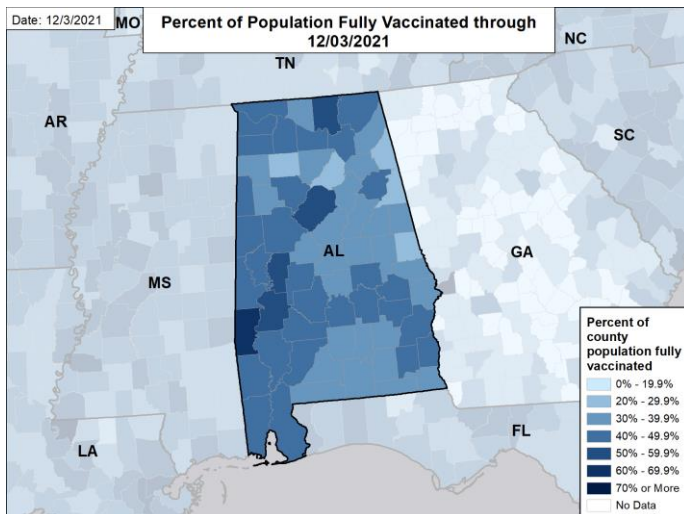 Date: 12/3/2021
Percent of Population Fully Vaccinated through
12/03/2021
MO
NC
TN
AR
SC
MS
AL
GA
LA
FL
Percent of
county
population fully
vaccinated
0% - 19.9%
20% - 29.9%
30% - 39.9%
40% - 49.9%
50% - 59.9%
60% - 69.9%
70% or More
No Data